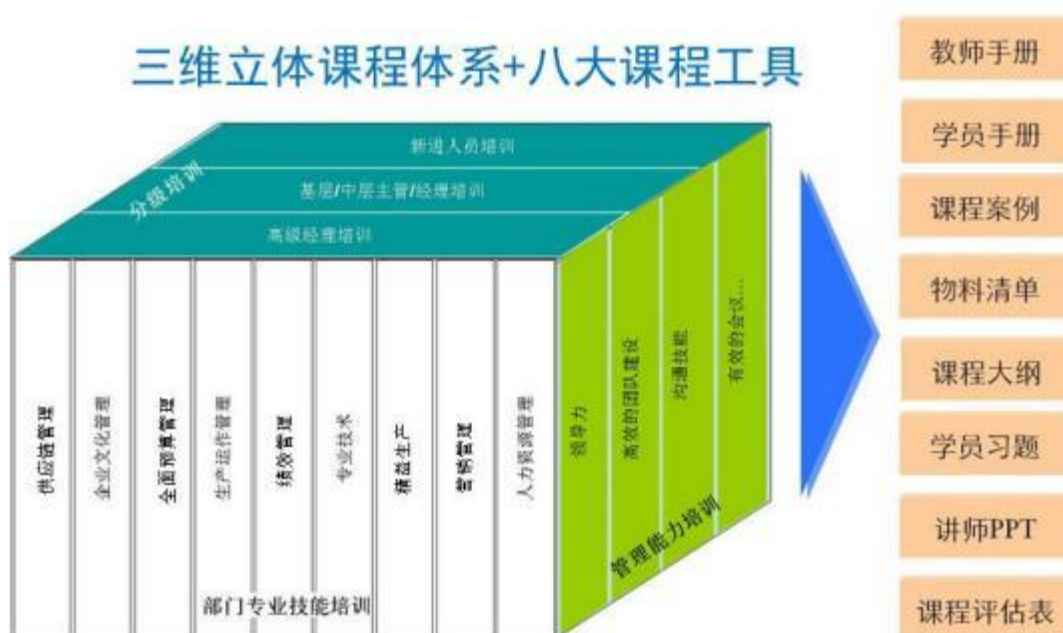 三维立体课程体系+八大课程工具
分级培训
新进人员培训
基层/中层主管/经理培训
高级经理培训
供应链管理
企业文化管理
全面预算管理
生产运作管理
绩效管理
专业技术
精益生产
营销管理
人力资源管理
部门专业技能培训
领导力
高效的团队建设
沟通技能
有效的会议...
管理能力培训
教师手册
学员手册
课程案例
物料清单
课程大纲
学员习题
讲师PPT
课程评估表